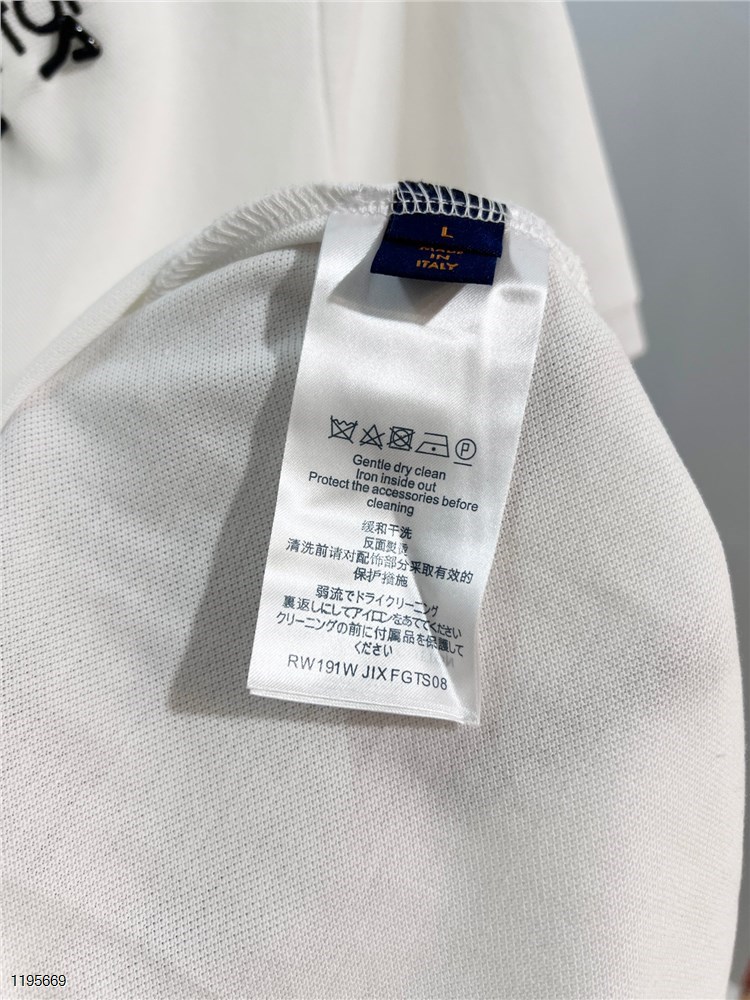 L
MADE
IN
ITALY
P
Gentle dry clean
Iron inside out
Protect the accessories before
cleaning
缓和干洗
反面熨烫
清洗前请对配饰部分采取有效的
保护措施
弱流でドライクリーニング
裏返しにしてアイロンをあててください
クリーニングの前に付属品を保護して
ください
RW191W JIXFGTS08
1195669